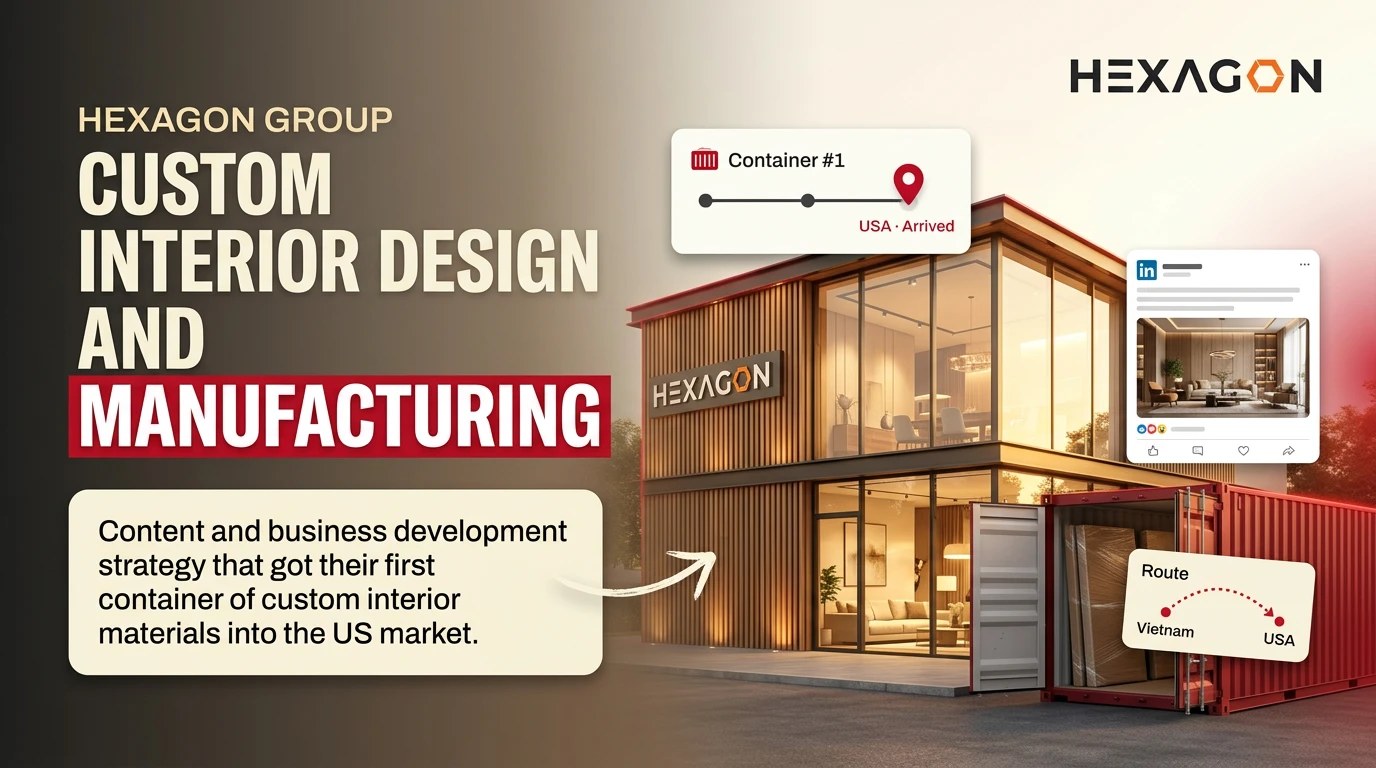 HEXAGON
HEXAGON GROUP
CUSTOM
INTERIOR DESIGN
AND
MANUFACTURING
Content and business development
strategy that got their first
container of custom interior
materials into the US market.
Container #1
USA · Arrived
in
HEXAGON
Route
Vietnam
USA